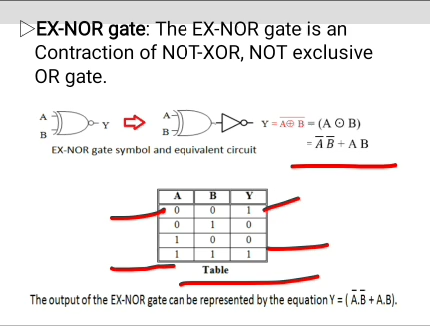 ▷EX-NOR gate: The EX-NOR gate is an
Contraction of NOT-XOR, NOT exclusive
OR gate.
A
B
Y
A
B
Y = A̅ ̅⊕̅ ̅B̅ = (A ⊙ B)
= A̅ B̅ + A B
EX-NOR gate symbol and equivalent circuit
A B Y
0 0 1
0 1 0
1 0 0
1 1 1
Table
The output of the EX-NOR gate can be represented by the equation Y = ( A̅.B̅ + A.B).